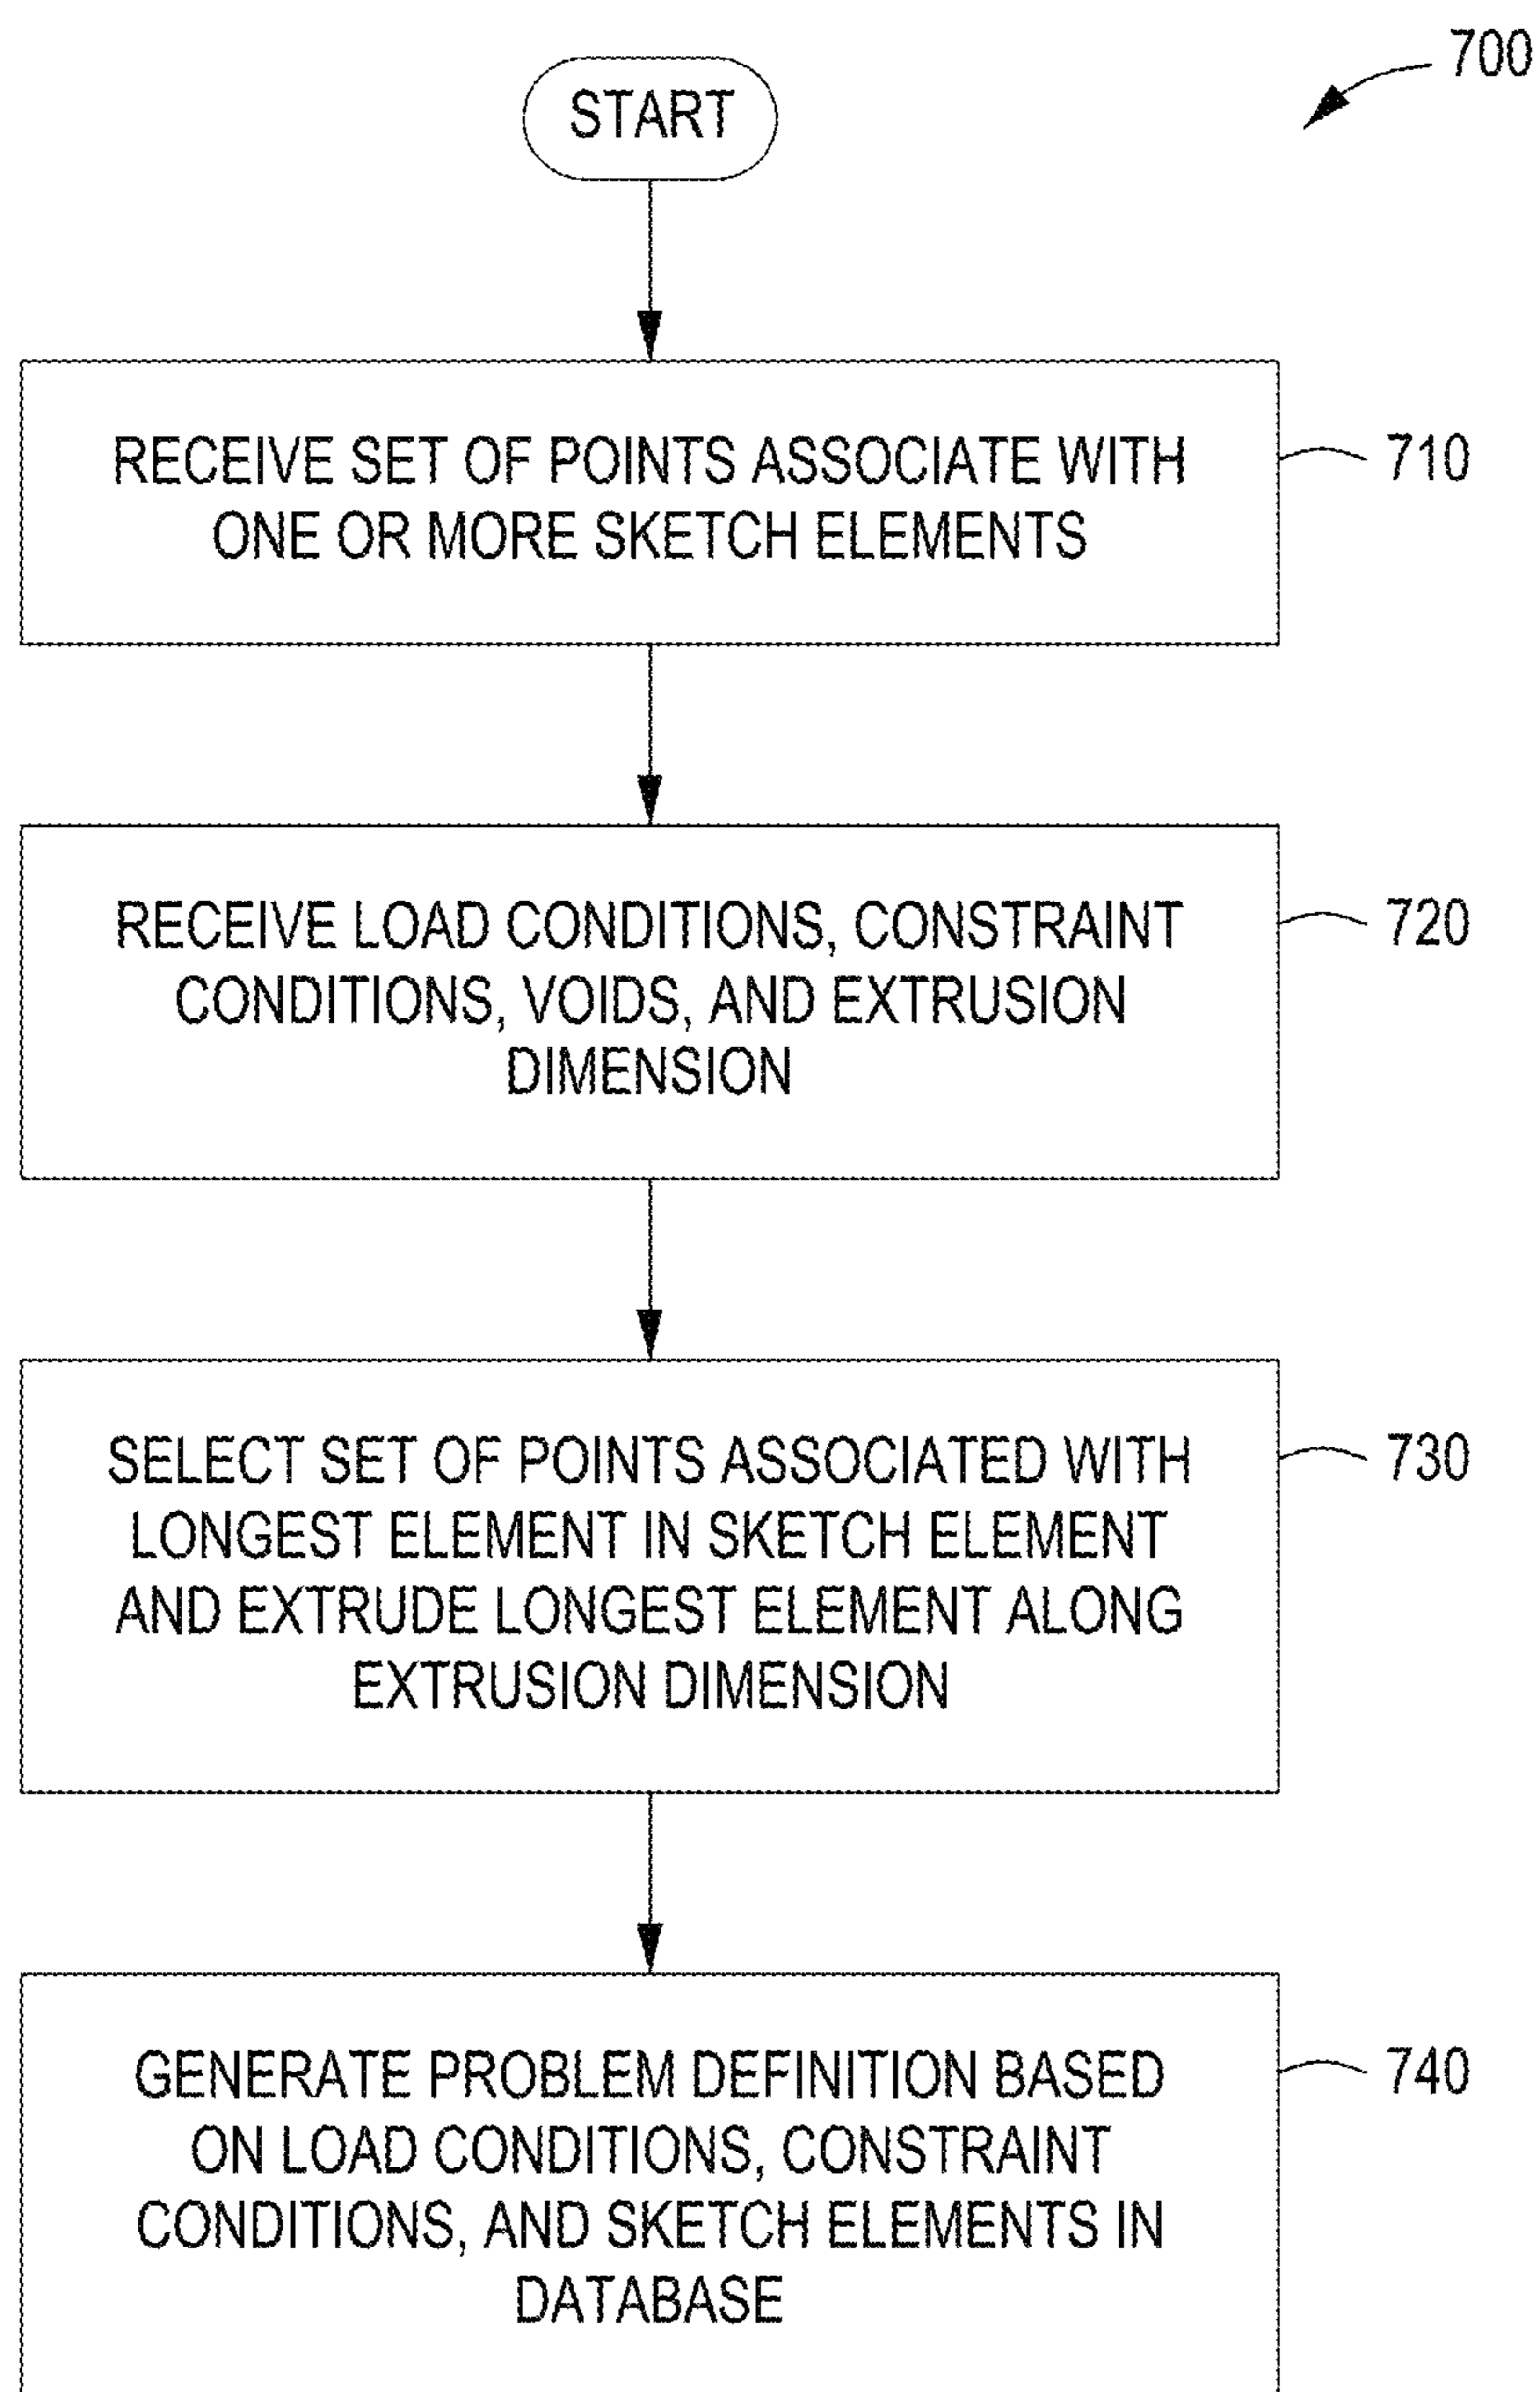 700
START
RECEIVE SET OF POINTS ASSOCIATE WITH
ONE OR MORE SKETCH ELEMENTS
710
RECEIVE LOAD CONDITIONS, CONSTRAINT
CONDITIONS, VOIDS, AND EXTRUSION
DIMENSION
720
SELECT SET OF POINTS ASSOCIATED WITH
LONGEST ELEMENT IN SKETCH ELEMENT
AND EXTRUDE LONGEST ELEMENT ALONG
EXTRUSION DIMENSION
730
GENERATE PROBLEM DEFINITION BASED
ON LOAD CONDITIONS, CONSTRAINT
CONDITIONS, AND SKETCH ELEMENTS IN
DATABASE
740